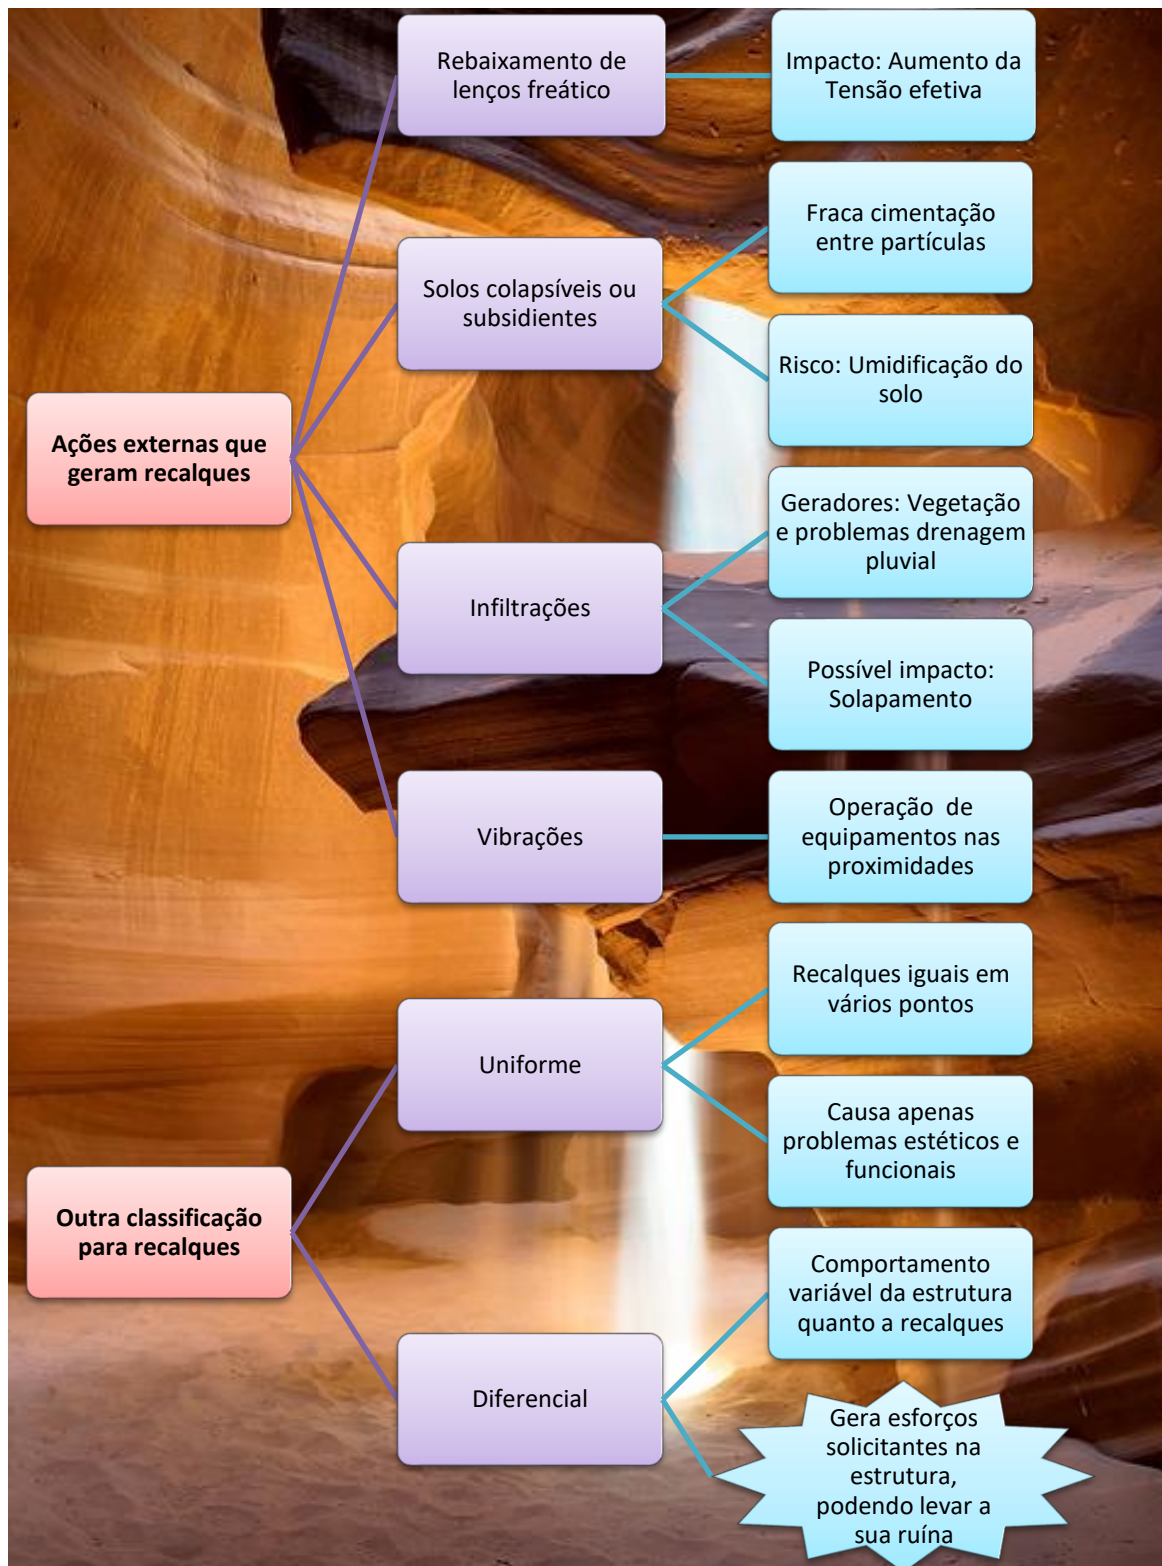 Rebaixamento de
lenços freático
Impacto: Aumento da
Tensão efetiva
Solos colapsíveis ou
subsidientes
Fraca cimentação
entre partículas
Risco: Umidificação do
solo
Ações externas que
geram recalques
Infiltrações
Geradores: Vegetação
e problemas drenagem
pluvial
Possível impacto:
Solapamento
Vibrações
Operação de
equipamentos nas
proximidades
Outra classificação
para recalques
Uniforme
Recalques iguais em
vários pontos
Causa apenas
problemas estéticos e
funcionais
Diferencial
Comportamento
variável da estrutura
quanto a recalques
Gera esforços
solicitantes na
estrutura,
podendo levar a
sua ruína